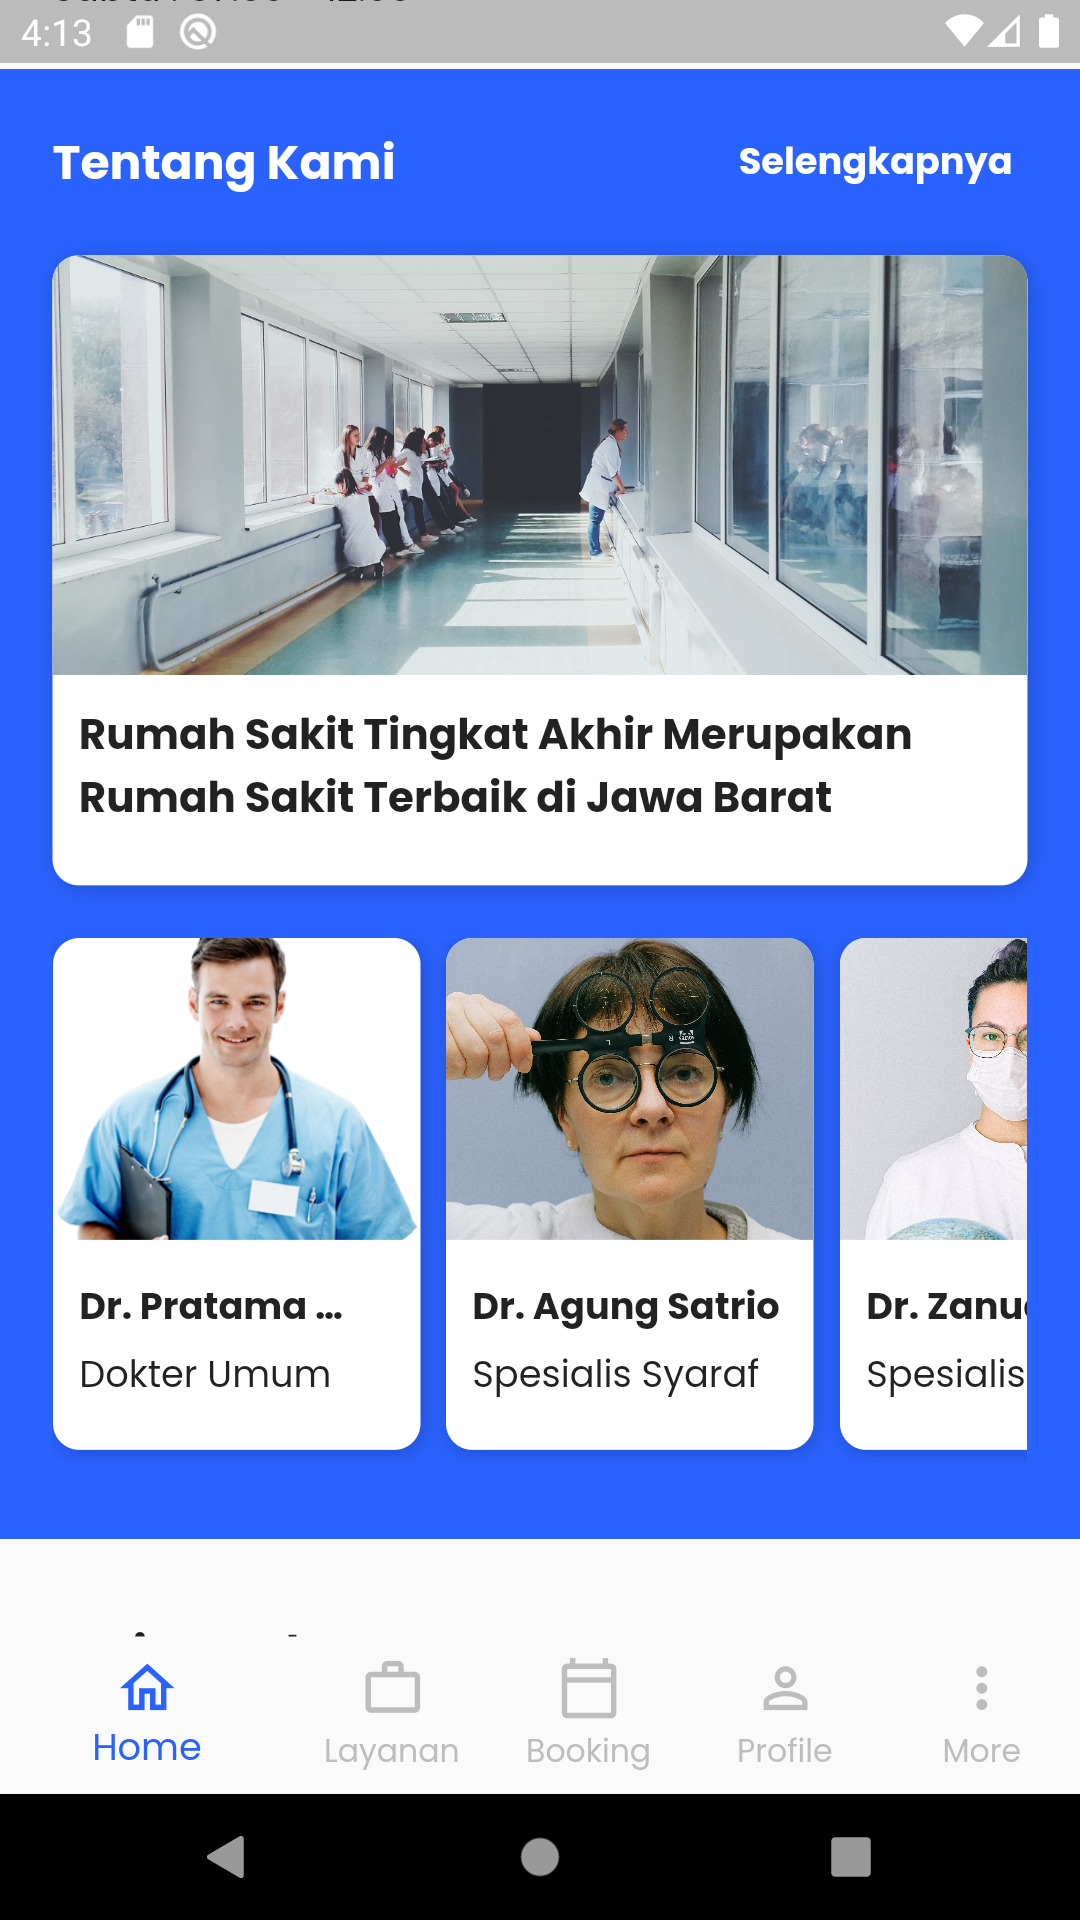 4:13
Tentang Kami
Selengkapnya
Rumah Sakit Tingkat Akhir Merupakan
Rumah Sakit Terbaik di Jawa Barat
Dr. Pratama ...
Dokter Umum
Dr. Agung Satrio
Spesialis Syaraf
Spesialis
Home
Layanan
Booking
Profile
More